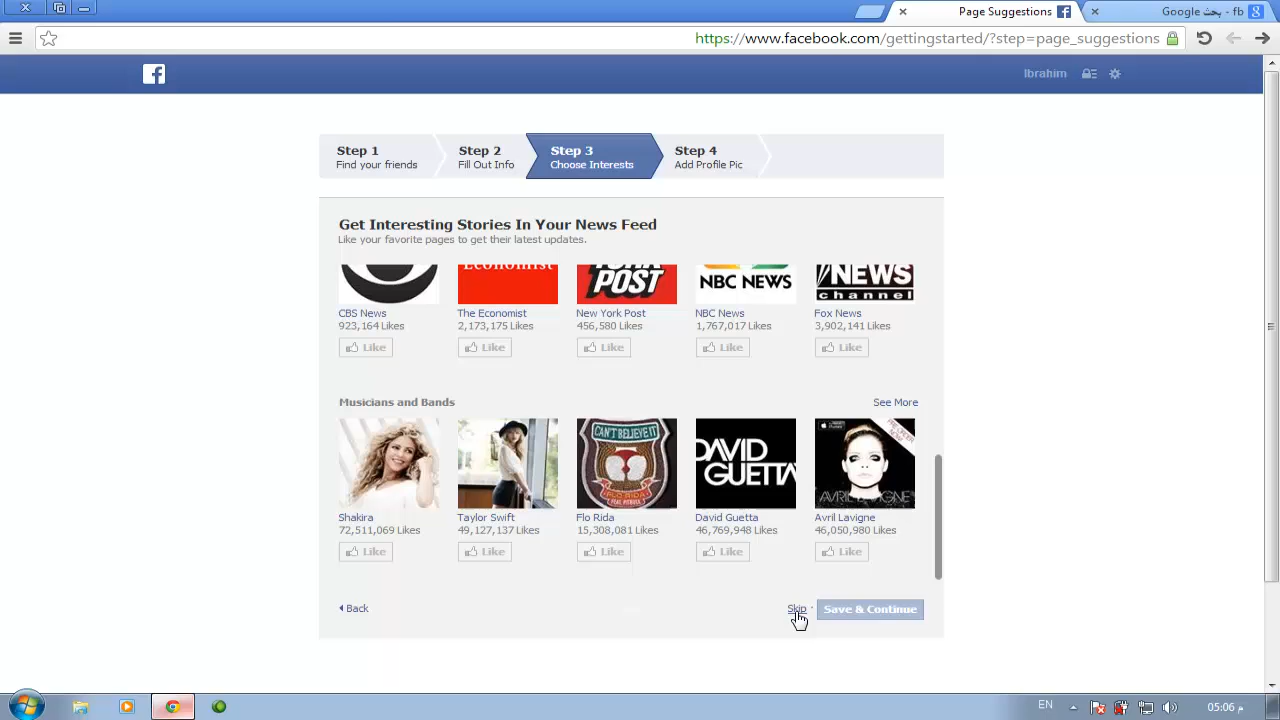 Page Suggestions
fb - بحث Google
https://www.facebook.com/gettingstarted/?step=page_suggestions
Ibrahim
Step 1
Find your friends
Step 2
Fill Out Info
Step 3
Choose Interests
Step 4
Add Profile Pic
Get Interesting Stories In Your News Feed
Like your favorite pages to get their latest updates.
Economist
POST
NBC NEWS
NEWS
channel
CBS News
923,164 Likes
Like
The Economist
2,173,175 Likes
Like
New York Post
456,580 Likes
Like
NBC News
1,767,017 Likes
Like
Fox News
3,902,141 Likes
Like
Musicians and Bands
See More
CAN'T BELIEVE IT
FLO RIDA
DAVID
GUETTA
AVRIL LAVIGNE
Shakira
72,511,069 Likes
Like
Taylor Swift
49,127,137 Likes
Like
Flo Rida
15,308,081 Likes
Like
David Guetta
46,769,948 Likes
Like
Avril Lavigne
46,050,980 Likes
Like
Back
Skip ·
Save & Continue
EN
05:06 م